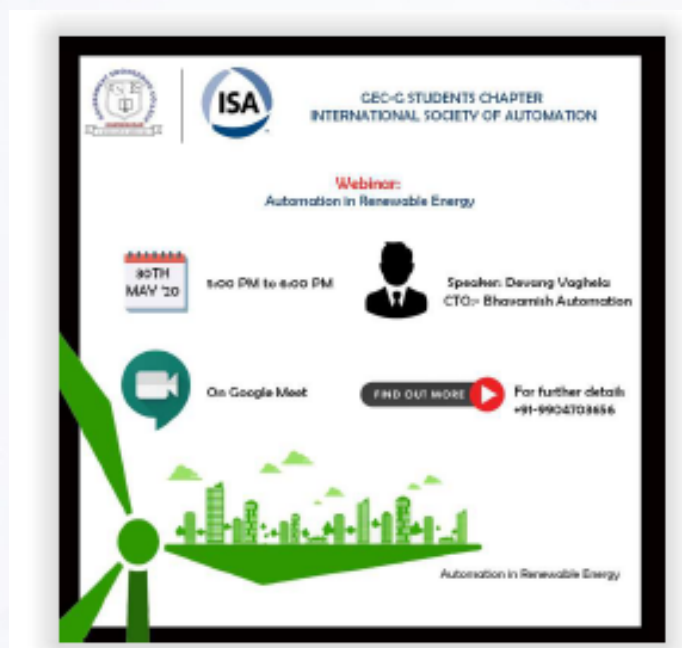 ISA
GEC-G STUDENTS CHAPTER
INTERNATIONAL SOCIETY OF AUTOMATION
Webinar:
Automation in Renewable Energy
30TH
MAY '20
5:00 PM to 6:00 PM
Speaker: Devang Vaghela
CTO:- Bhavarnish Automation
On Google Meet
FIND OUT MORE
For further details
+91-9904703656
Automation in Renewable Energy